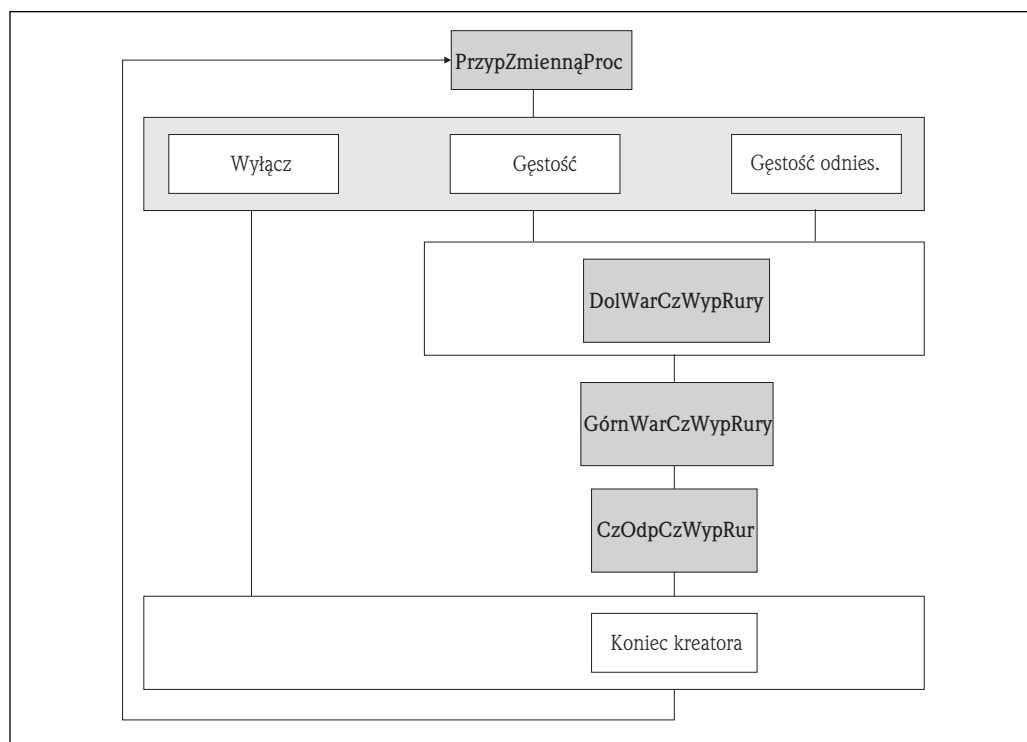 PrzypZmiennąProc
Wyłącz
Gęstość
Gęstość odnies.
DolWarCzWypRury
GórnWarCzWypRury
CzOdpCzWypRur
Koniec kreatora